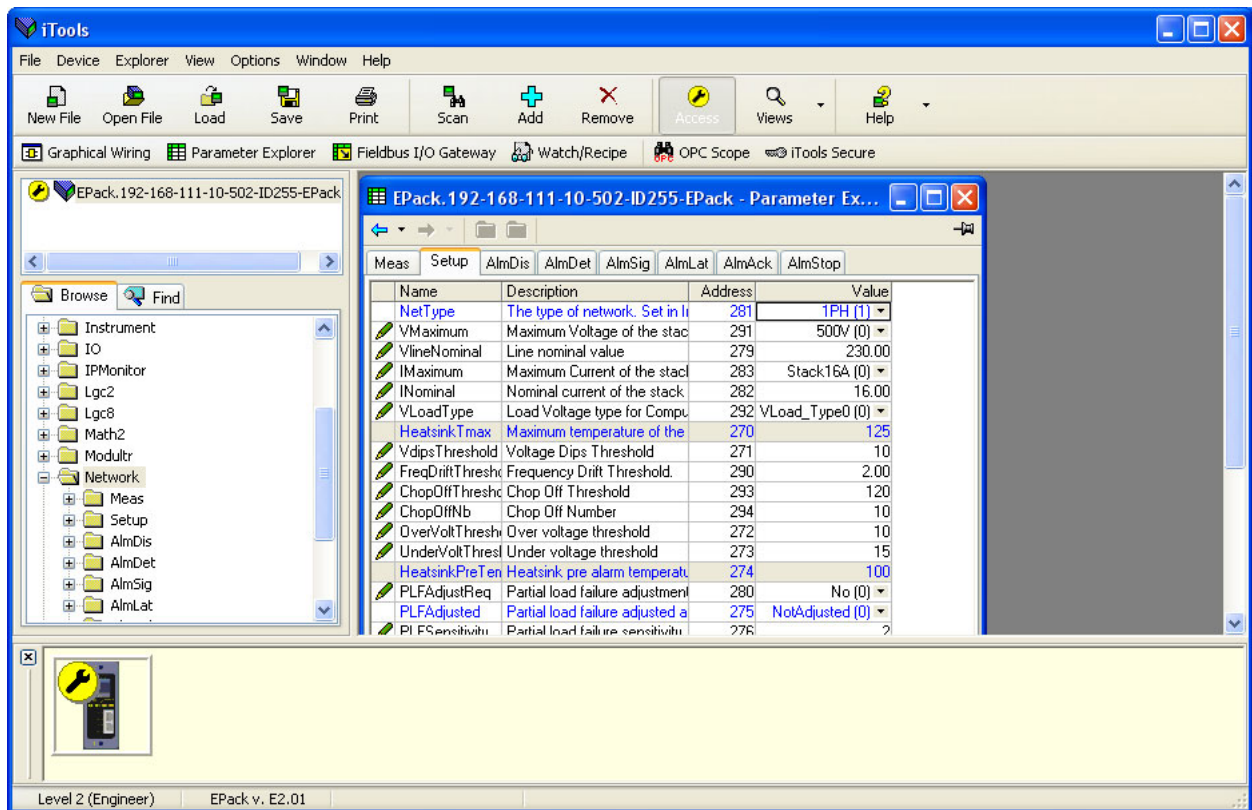 iTools
File Device Explorer View Options Window Help
New File Open File Load Save Print Scan Add Remove Access Views Help
Graphical Wiring Parameter Explorer Fieldbus I/O Gateway Watch/Recipe OPC OPC Scope iTools Secure
EPack.192-168-111-10-502-ID255-EPack
Browse Find
Instrument
IO
IPMonitor
Lgc2
Lgc8
Math2
Modultr
Network
Meas
Setup
AlmDis
AlmDet
AlmSig
AlmLat
EPack.192-168-111-10-502-ID255-EPack - Parameter Ex...
Meas Setup AlmDis AlmDet AlmSig AlmLat AlmAck AlmStop
Name Description Address Value
NetType The type of network. Set in 281 1PH (1)
VMaximum Maximum Voltage of the stac 291 500V (0)
VlineNominal Line nominal value 279 230.00
IMaximum Maximum Current of the stacl 283 Stack16A (0)
INominal Nominal current of the stack 282 16.00
VLoadType Load Voltage type for Compu 292 VLoad_Type0 (0)
HeatsinkTmax Maximum temperature of the 270 125
VdipsThreshold Voltage Dips Threshold 271 10
FreqDriftThresh Frequency Drift Threshold. 290 2.00
ChopOffThresh Chop Off Threshold 293 120
ChopOffNb Chop Off Number 294 10
OverVoltThresh Over voltage threshold 272 10
UnderVoltThresl Under voltage threshold 273 15
HeatsinkPreTen Heatsink pre alarm temperatu 274 100
PLFAdjustReq Partial load failure adjustment 280 No (0)
PLFAdjusted Partial load failure adjusted a 275 NotAdjusted (0)
PLFSensitivity Partial load failure sensitivity 276 2
Level 2 (Engineer) EPack v. E2.01